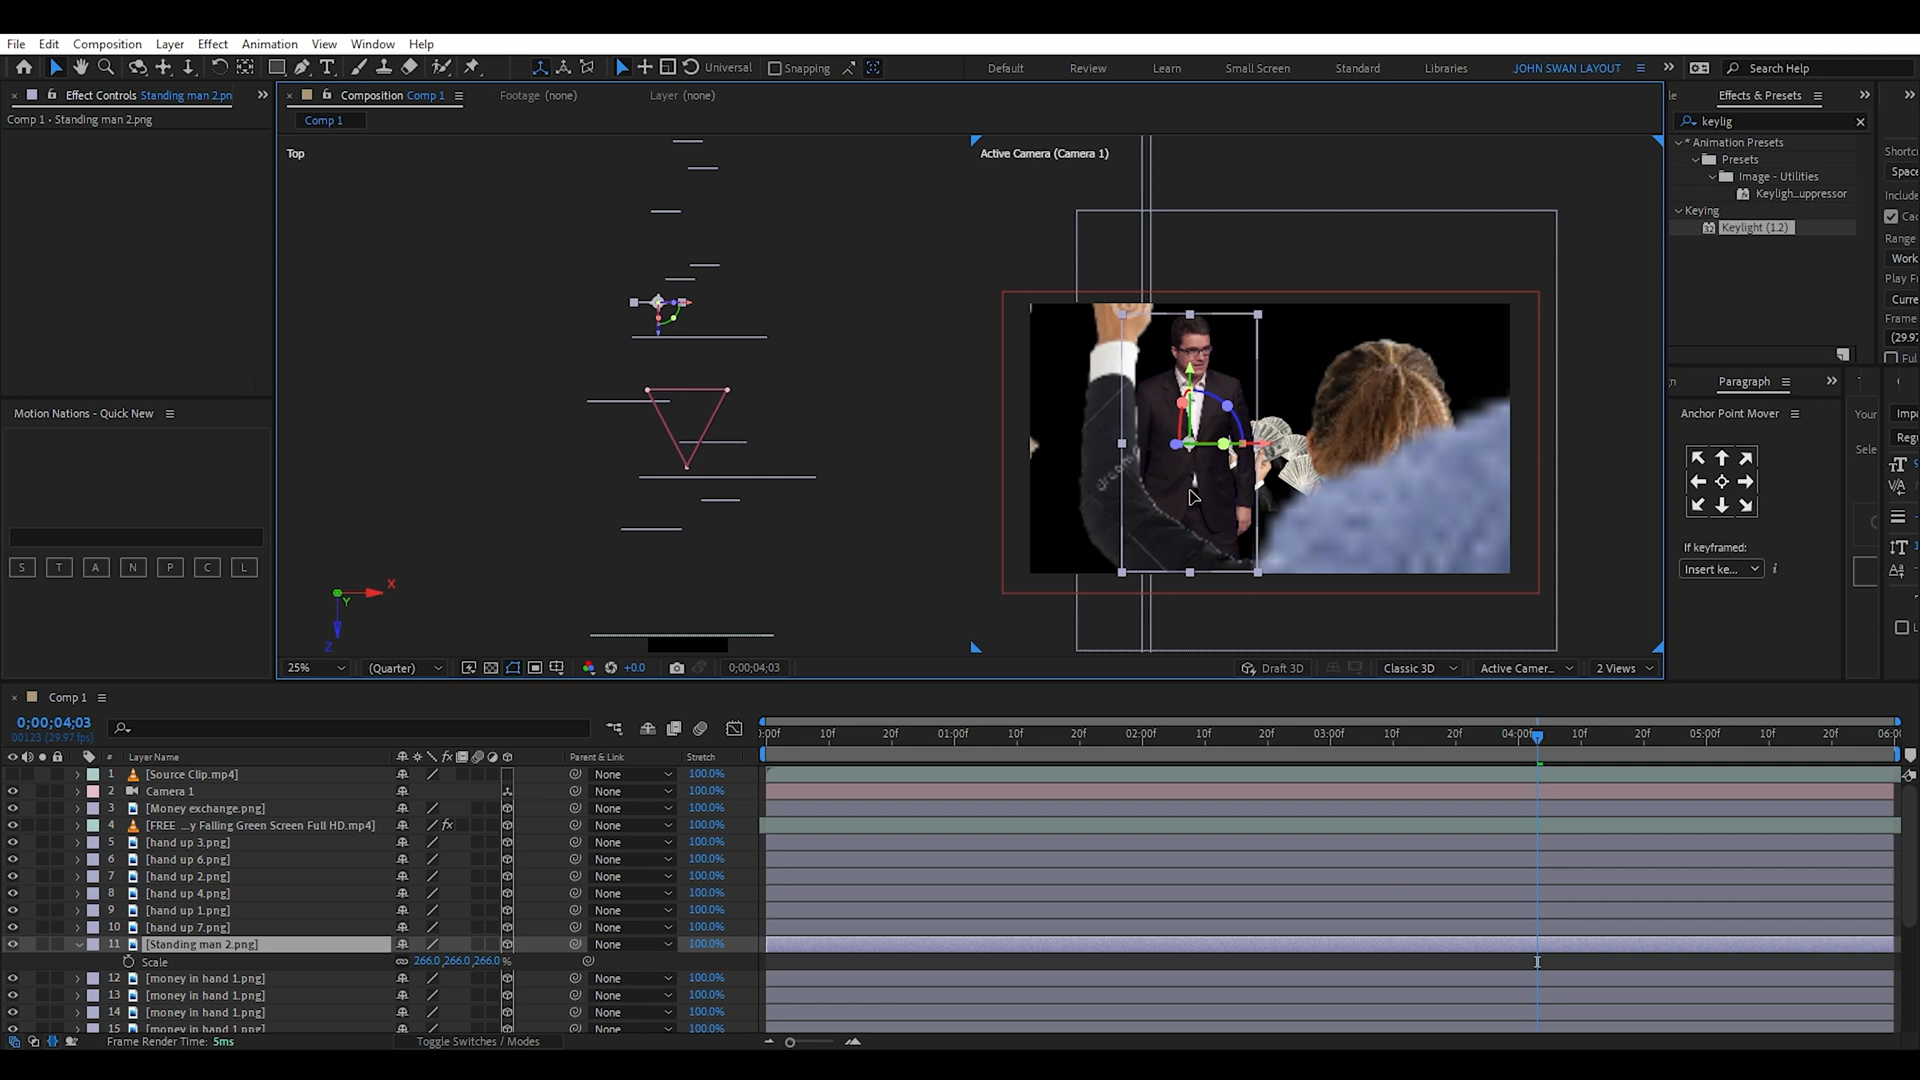 File Edit Composition Layer Effect Animation View Window Help
Universal Snapping Default Review Learn Small Screen Standard Libraries JOHN SWAN LAYOUT Search Help
Effect Controls Standing man 2.pn
Composition Comp 1 Footage (none) Layer (none)
Effects & Presets
Comp 1 • Standing man 2.png
Comp 1
keylig
Top
Active Camera (Camera 1)
* Animation Presets
Presets
Image - Utilities
Keyligh...uppressor
Keying
Keylight (1.2)
Shortc
Space
Include
Cac
Range
Work
Play F
Curre
Frame
(29.97
Ful
Motion Nations - Quick New
S T A N P C L
Paragraph
Anchor Point Mover
If keyframed:
Insert ke...
Your
Sele
Impa
Regu
X
Y
Z
25% (Quarter) +0.0 0;00;04;03 Draft 3D Classic 3D Active Camer... 2 Views
Comp 1
0;00;04;03
00123 (29.97 fps)
:00f 10f 20f 01:00f 10f 20f 02:00f 10f 20f 03:00f 10f 20f 04:00f 10f 20f 05:00f 10f 20f 06:00
# Layer Name fx Parent & Link Stretch
1 [Source Clip.mp4] None 100.0%
2 Camera 1 None 100.0%
3 [Money exchange.png] None 100.0%
4 [FREE ...y Falling Green Screen Full HD.mp4] fx None 100.0%
5 [hand up 3.png] None 100.0%
6 [hand up 6.png] None 100.0%
7 [hand up 2.png] None 100.0%
8 [hand up 4.png] None 100.0%
9 [hand up 1.png] None 100.0%
10 [hand up 7.png] None 100.0%
11 [Standing man 2.png] None 100.0%
Scale 266.0,266.0,266.0 %
12 [money in hand 1.png] None 100.0%
13 [money in hand 1.png] None 100.0%
14 [money in hand 1.png] None 100.0%
15 [money in hand 1.png] None 100.0%
Frame Render Time: 5ms Toggle Switches / Modes